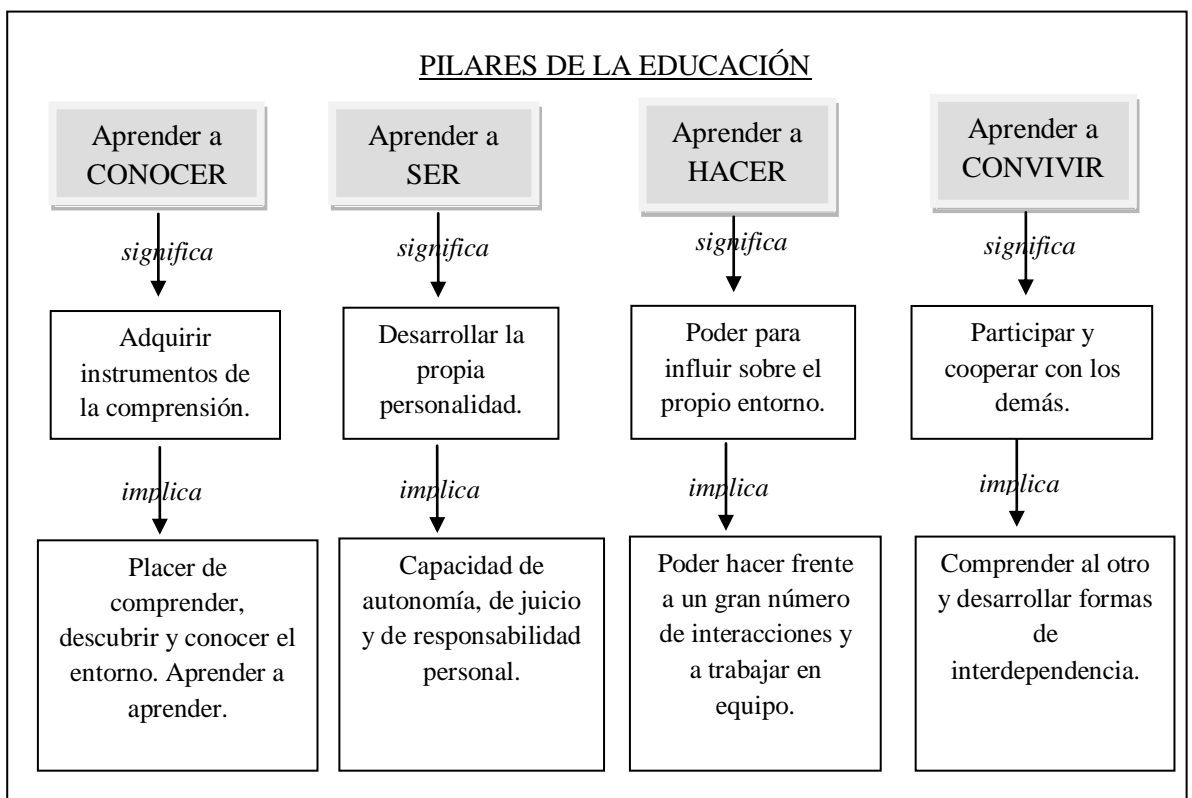 PILARES DE LA EDUCACIÓN
Aprender a
CONOCER
Aprender a
SER
Aprender a
HACER
Aprender a
CONVIVIR
significa
significa
significa
significa
Adquirir
instrumentos de
la comprensión.
Desarrollar la
propia
personalidad.
Poder para
influir sobre el
propio entorno.
Participar y
cooperar con los
demás.
implica
implica
implica
implica
Placer de
comprender,
descubrir y conocer el
entorno. Aprender a
aprender.
Capacidad de
autonomía, de juicio
y de responsabilidad
personal.
Poder hacer frente
a un gran número
de interacciones y
a trabajar en
equipo.
Comprender al otro
y desarrollar formas
de
interdependencia.